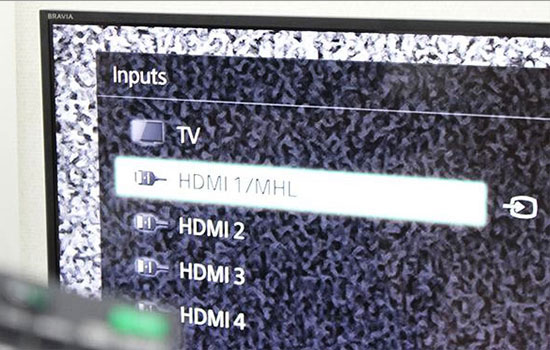 BRAVIA
Inputs
TV
HDMI 1/MHL
HDMI 2
HDMI 3
HDMI 4